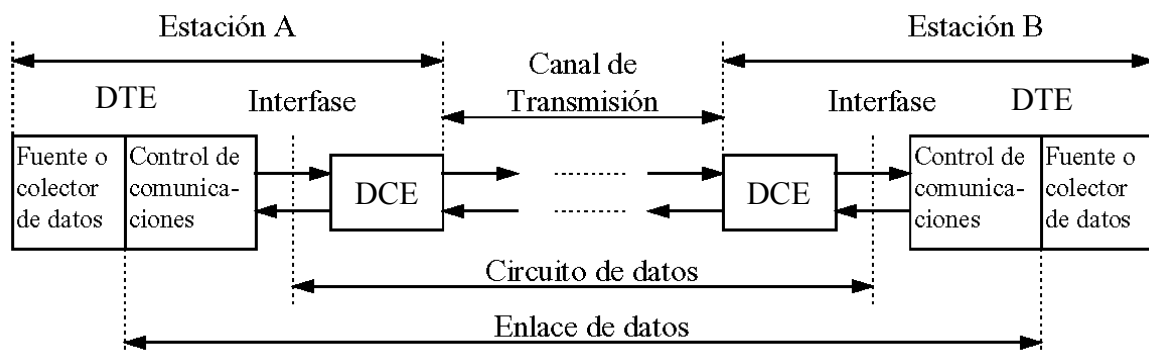 Estación A
Estación B
Canal de
Transmisión
DTE
Interfase
Interfase
DTE
Fuente o
colector
de datos
Control de
comunica-
ciones
DCE
DCE
Control de
comunica-
ciones
Fuente o
colector
de datos
Circuito de datos
Enlace de datos